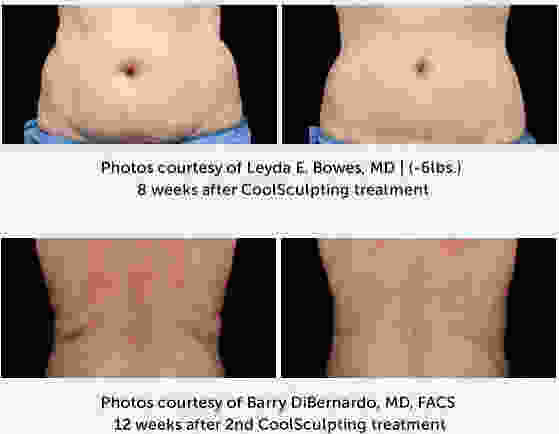 Photos courtesy of Leyda E. Bowes, MD | (-6lbs.)
8 weeks after CoolSculpting treatment
Photos courtesy of Barry DiBernardo, MD, FACS
12 weeks after 2nd CoolSculpting treatment